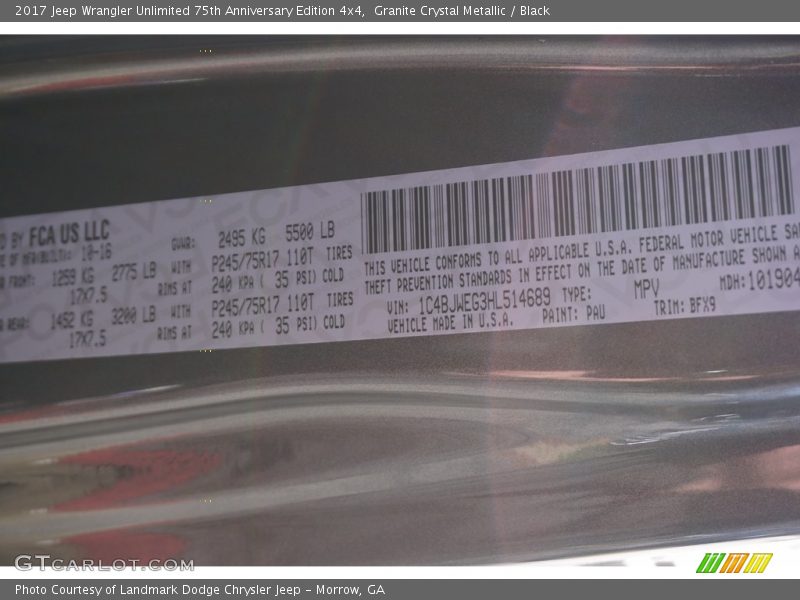 2017 Jeep Wrangler Unlimited 75th Anniversary Edition 4x4,  Granite Crystal Metallic / Black
D BY FCA US LLC
10-16 GVWR: 2495 KG 5500 LB
FRONT: 1259 KG 2775 LB WITH P245/75R17 110T TIRES
17X7.5 RIMS AT 240 KPA ( 35 PSI) COLD
REAR: 1452 KG 3200 LB WITH P245/75R17 110T TIRES
17X7.5 RIMS AT 240 KPA ( 35 PSI) COLD
THIS VEHICLE CONFORMS TO ALL APPLICABLE U.S.A. FEDERAL MOTOR VEHICLE SA
THEFT PREVENTION STANDARDS IN EFFECT ON THE DATE OF MANUFACTURE SHOWN A
VIN: 1C4BJWEG3HL514689 TYPE: MPV MDH: 101904
VEHICLE MADE IN U.S.A. PAINT: PAU TRIM: BFX9
GTCARLOT.COM
Photo Courtesy of Landmark Dodge Chrysler Jeep – Morrow, GA